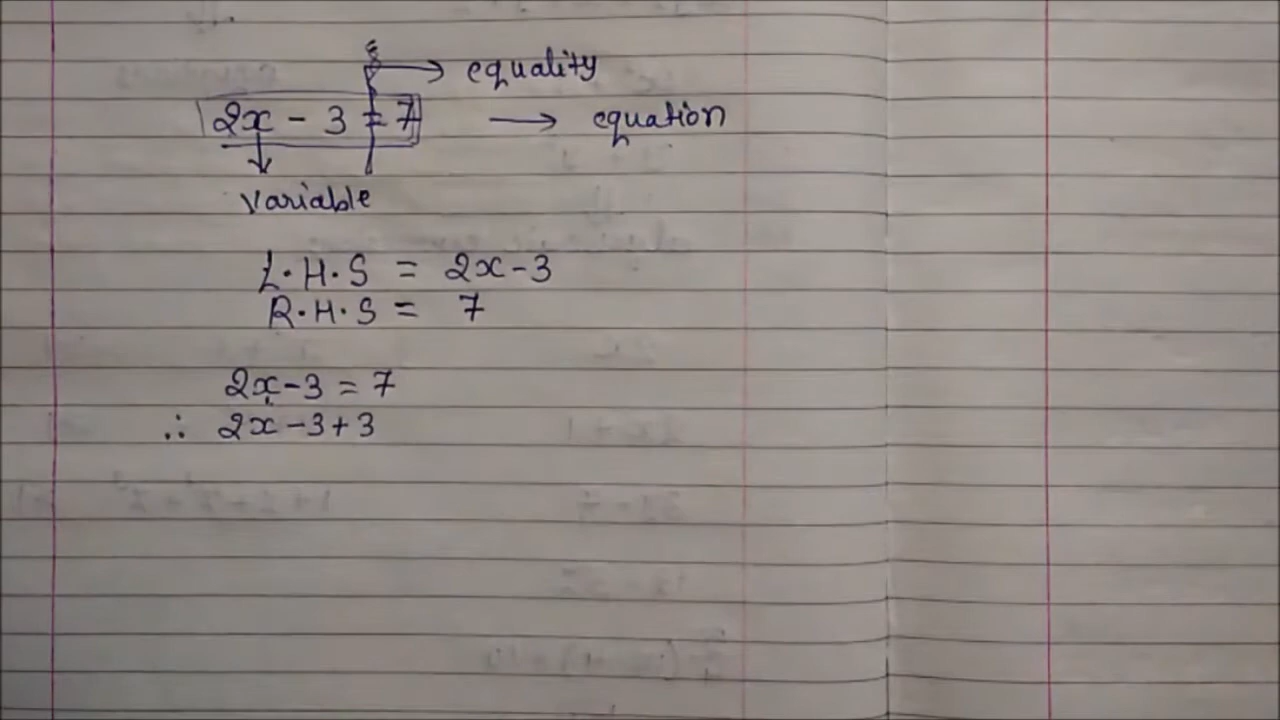 → equality
2x - 3 = 7 → equation
variable
L.H.S = 2x-3
R.H.S = 7
2x-3 = 7
∴ 2x -3+3